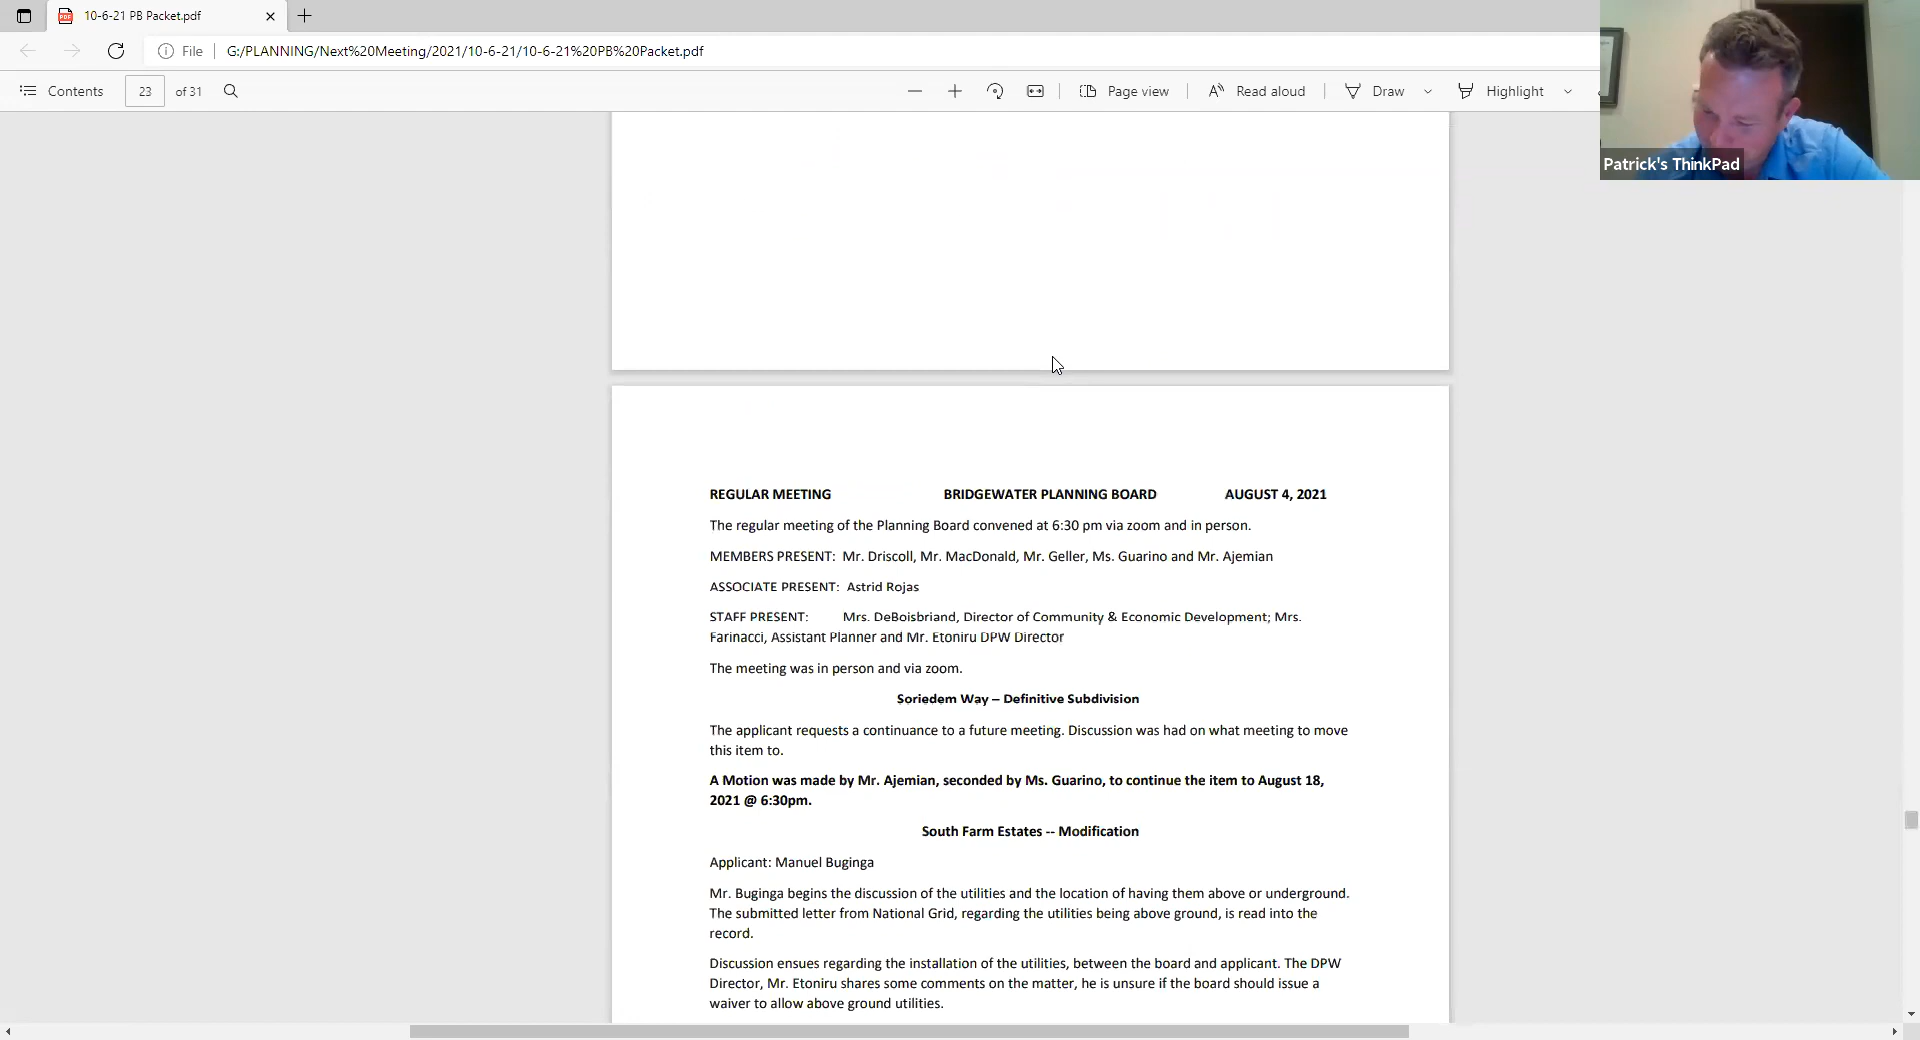 10-6-21 PB Packet.pdf
File
G:/PLANNING/Next%20Meeting/2021/10-6-21/10-6-21%20PB%20Packet.pdf
Contents
23
of 31
Page view
Read aloud
Draw
Highlight
Patrick's ThinkPad
REGULAR MEETING BRIDGEWATER PLANNING BOARD AUGUST 4, 2021
The regular meeting of the Planning Board convened at 6:30 pm via zoom and in person.
MEMBERS PRESENT: Mr. Driscoll, Mr. MacDonald, Mr. Geller, Ms. Guarino and Mr. Ajemian
ASSOCIATE PRESENT: Astrid Rojas
STAFF PRESENT: Mrs. DeBoisbriand, Director of Community & Economic Development; Mrs.
Farinacci, Assistant Planner and Mr. Etoniru DPW Director
The meeting was in person and via zoom.
Soriedem Way – Definitive Subdivision
The applicant requests a continuance to a future meeting. Discussion was had on what meeting to move
this item to.
A Motion was made by Mr. Ajemian, seconded by Ms. Guarino, to continue the item to August 18,
2021 @ 6:30pm.
South Farm Estates -- Modification
Applicant: Manuel Buginga
Mr. Buginga begins the discussion of the utilities and the location of having them above or underground.
The submitted letter from National Grid, regarding the utilities being above ground, is read into the
record.
Discussion ensues regarding the installation of the utilities, between the board and applicant. The DPW
Director, Mr. Etoniru shares some comments on the matter, he is unsure if the board should issue a
waiver to allow above ground utilities.